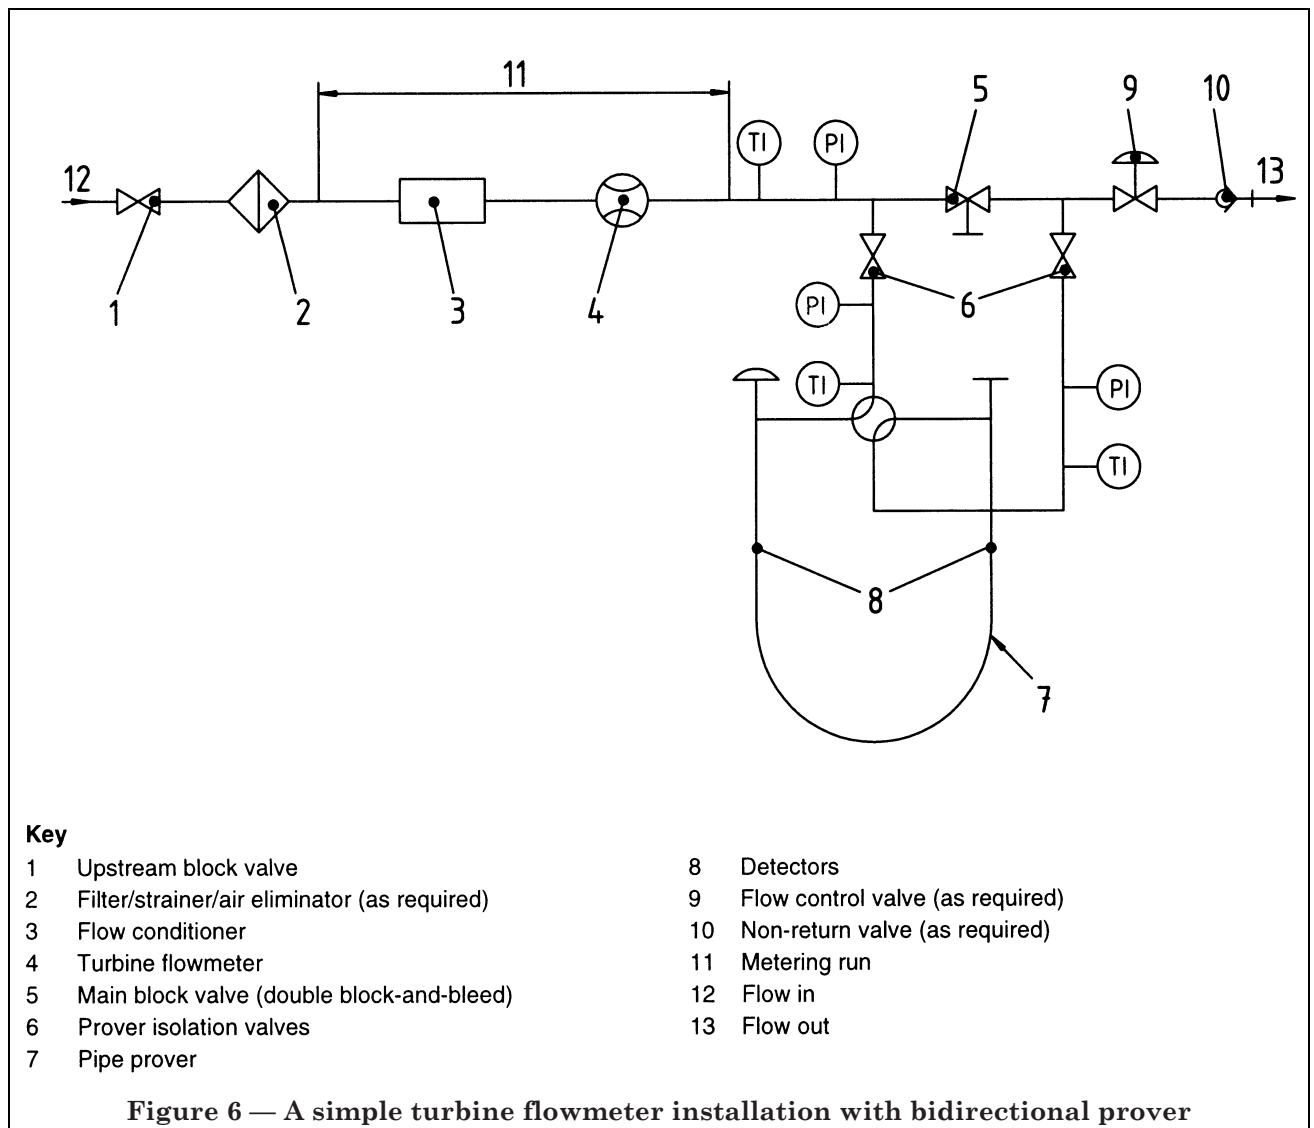 11
5
9
10
12
TI
PI
13
1
2
3
4
PI
6
TI
PI
TI
8
7
Key
1 Upstream block valve
2 Filter/strainer/air eliminator (as required)
3 Flow conditioner
4 Turbine flowmeter
5 Main block valve (double block-and-bleed)
6 Prover isolation valves
7 Pipe prover
8 Detectors
9 Flow control valve (as required)
10 Non-return valve (as required)
11 Metering run
12 Flow in
13 Flow out
Figure 6 — A simple turbine flowmeter installation with bidirectional prover